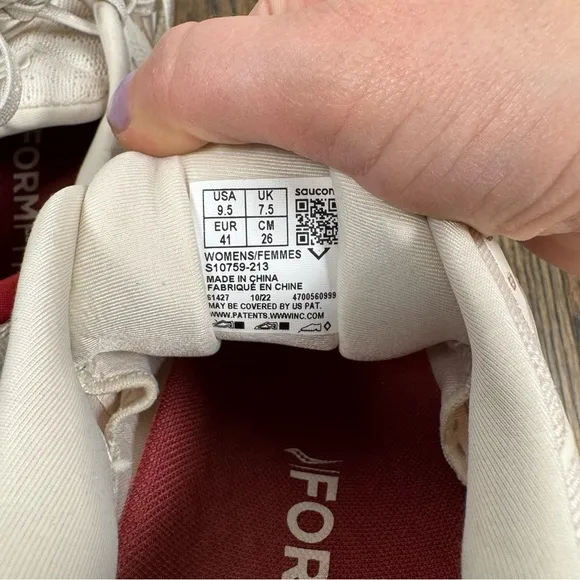 FORMFI
saucon
USA UK
9.5 7.5
EUR CM
41 26
WOMENS/FEMMES
S10759-213
MADE IN CHINA
FABRIQUÉ EN CHINE
61427 10/22 4700560999
MAY BE COVERED BY US PAT.
WWW.PATENTS.WWWINC.COM
FOR